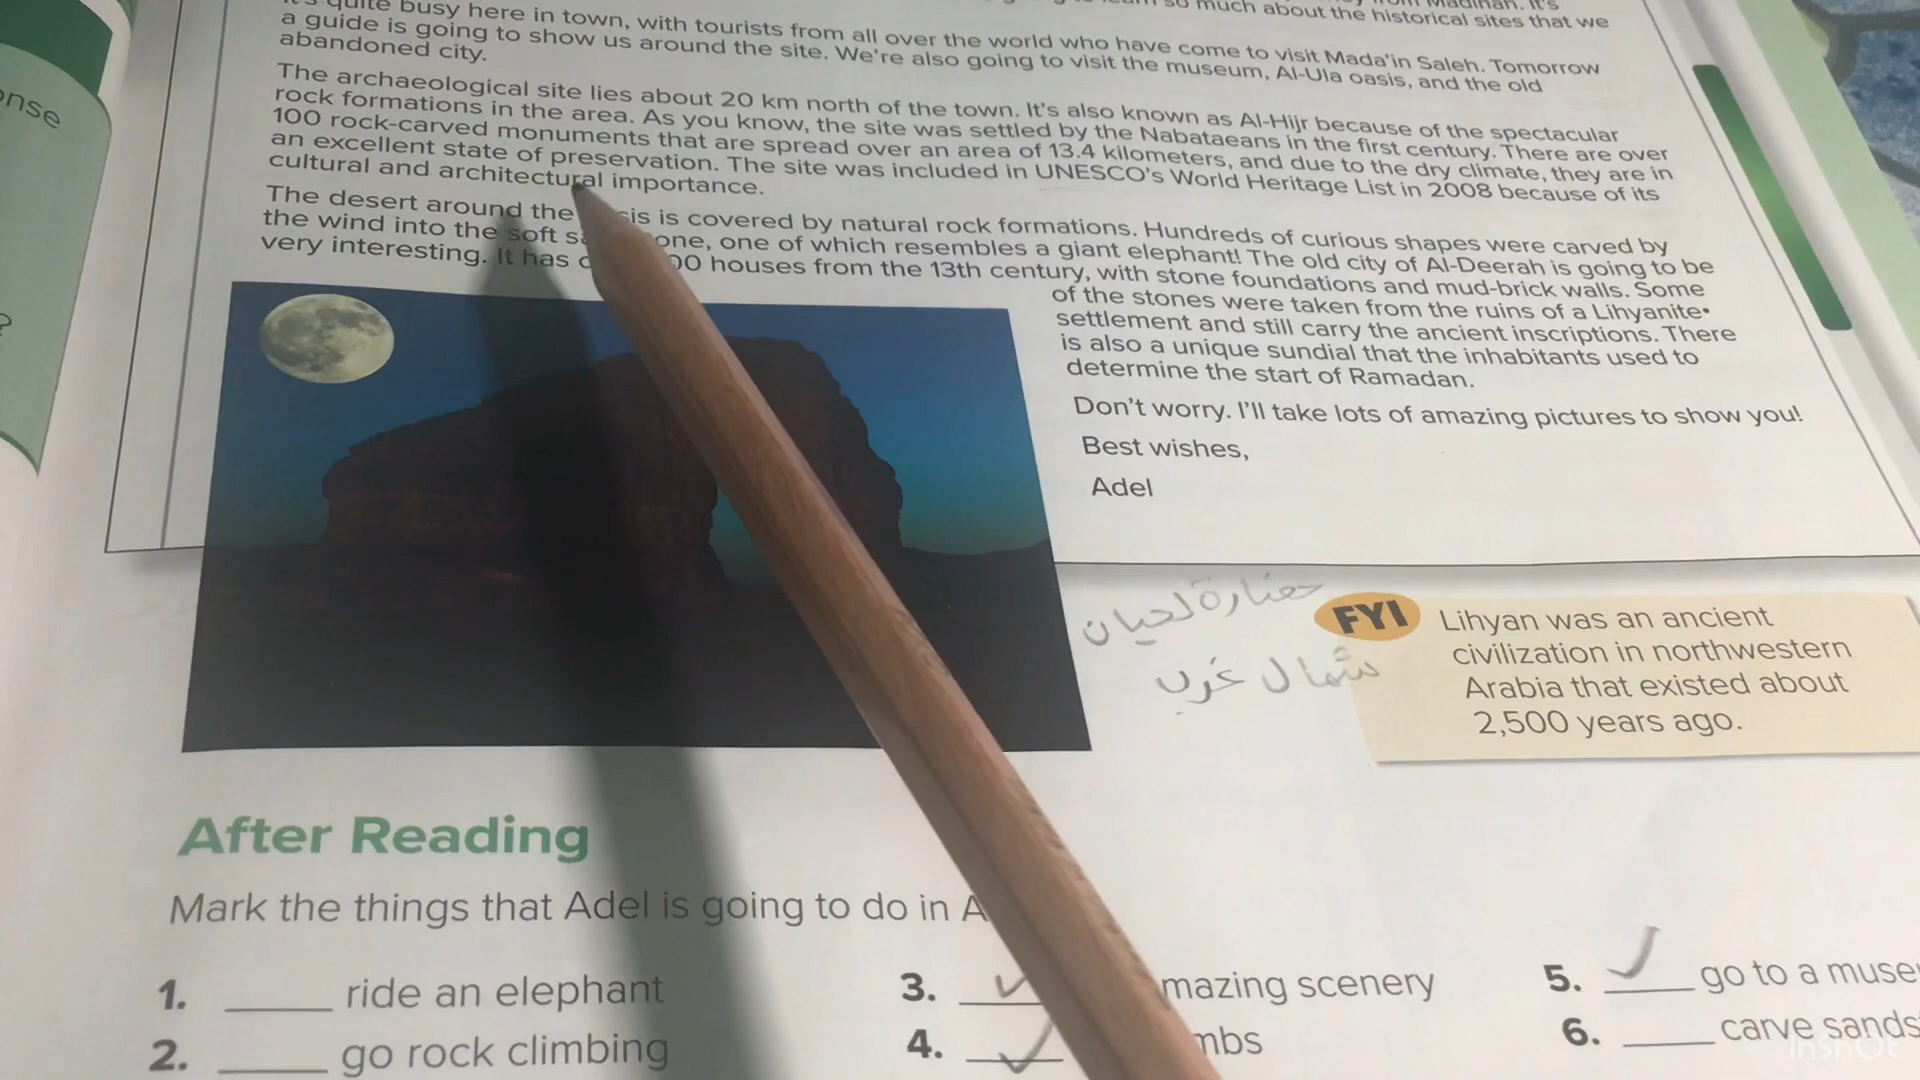 onse
?
quite busy here in town, with tourists from all over the world who have come to visit Mada'in Saleh. Tomorrow
much about the historical sites that we
a guide is going to show us around the site. We're also going to visit the museum, Al-Ula oasis, and the old
abandoned city.
The archaeological site lies about 20 km north of the town. It's also known as Al-Hijr because of the spectacular
rock formations in the area. As you know, the site was settled by the Nabataeans in the first century. There are over
100 rock-carved monuments that are spread over an area of 13.4 kilometers, and due to the dry climate, they are in
an excellent state of preservation. The site was included in UNESCO's World Heritage List in 2008 because of its
cultural and architectural importance.
The desert around the sis is covered by natural rock formations. Hundreds of curious shapes were carved by
the wind into the soft s one, one of which resembles a giant elephant! The old city of Al-Deerah is going to be
very interesting. It has 00 houses from the 13th century, with stone foundations and mud-brick walls. Some
of the stones were taken from the ruins of a Lihyanite•
settlement and still carry the ancient inscriptions. There
is also a unique sundial that the inhabitants used to
determine the start of Ramadan.
Don't worry. I'll take lots of amazing pictures to show you!
Best wishes,
Adel
حضارة لحيان
شمال غرب
FYI Lihyan was an ancient
civilization in northwestern
Arabia that existed about
2,500 years ago.
After Reading
Mark the things that Adel is going to do in A
1. ____ ride an elephant
2. ____ go rock climbing
3. ✓ mazing scenery
4. ✓ mbs
5. ✓ go to a muse
6. ____ carve sands
InShOt